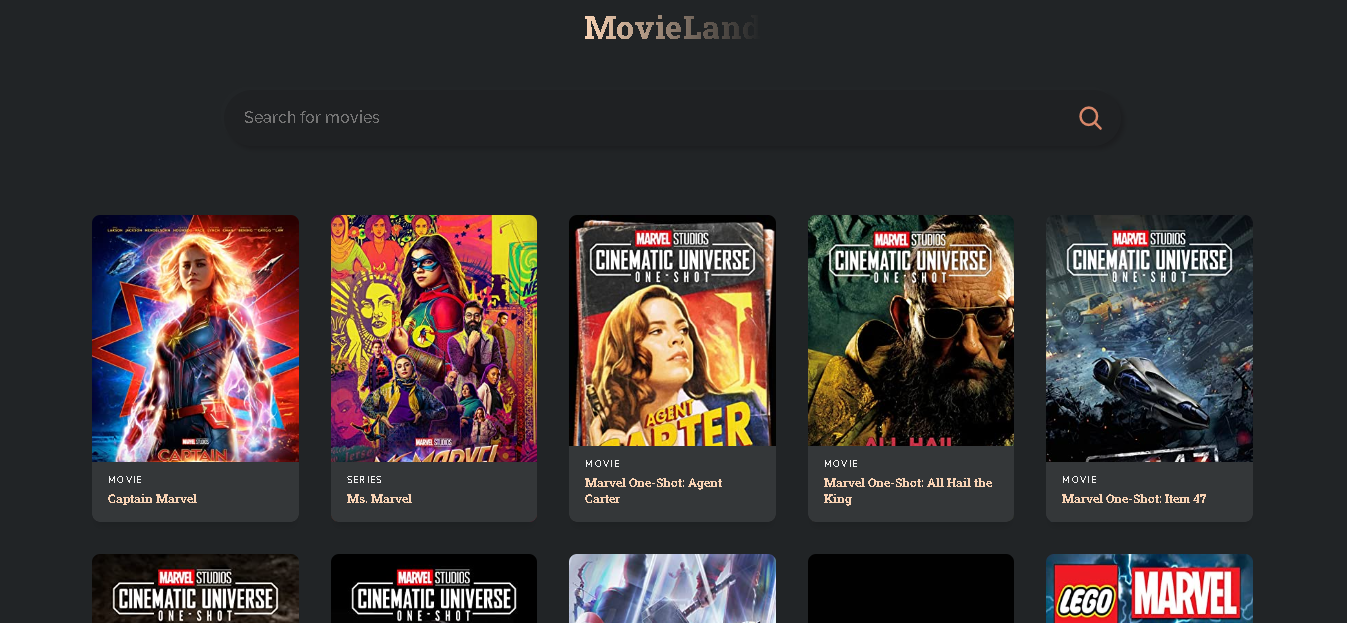 MovieLand
Search for movies
MARVEL STUDIOS
CINEMATIC UNIVERSE
ONE-SHOT
AGENT
CARTER
MARVEL STUDIOS
CINEMATIC UNIVERSE
ONE-SHOT
ALL HAIL
MARVEL STUDIOS
CINEMATIC UNIVERSE
ONE-SHOT
47
MARVEL STUDIOS
CAPTAIN
MARVEL STUDIOS
MS. MARVEL
MOVIE
Captain Marvel
SERIES
Ms. Marvel
MOVIE
Marvel One-Shot: Agent
Carter
MOVIE
Marvel One-Shot: All Hail the
King
MOVIE
Marvel One-Shot: Item 47
MARVEL STUDIOS
CINEMATIC UNIVERSE
ONE-SHOT
MARVEL STUDIOS
CINEMATIC UNIVERSE
ONE-SHOT
LEGO
MARVEL